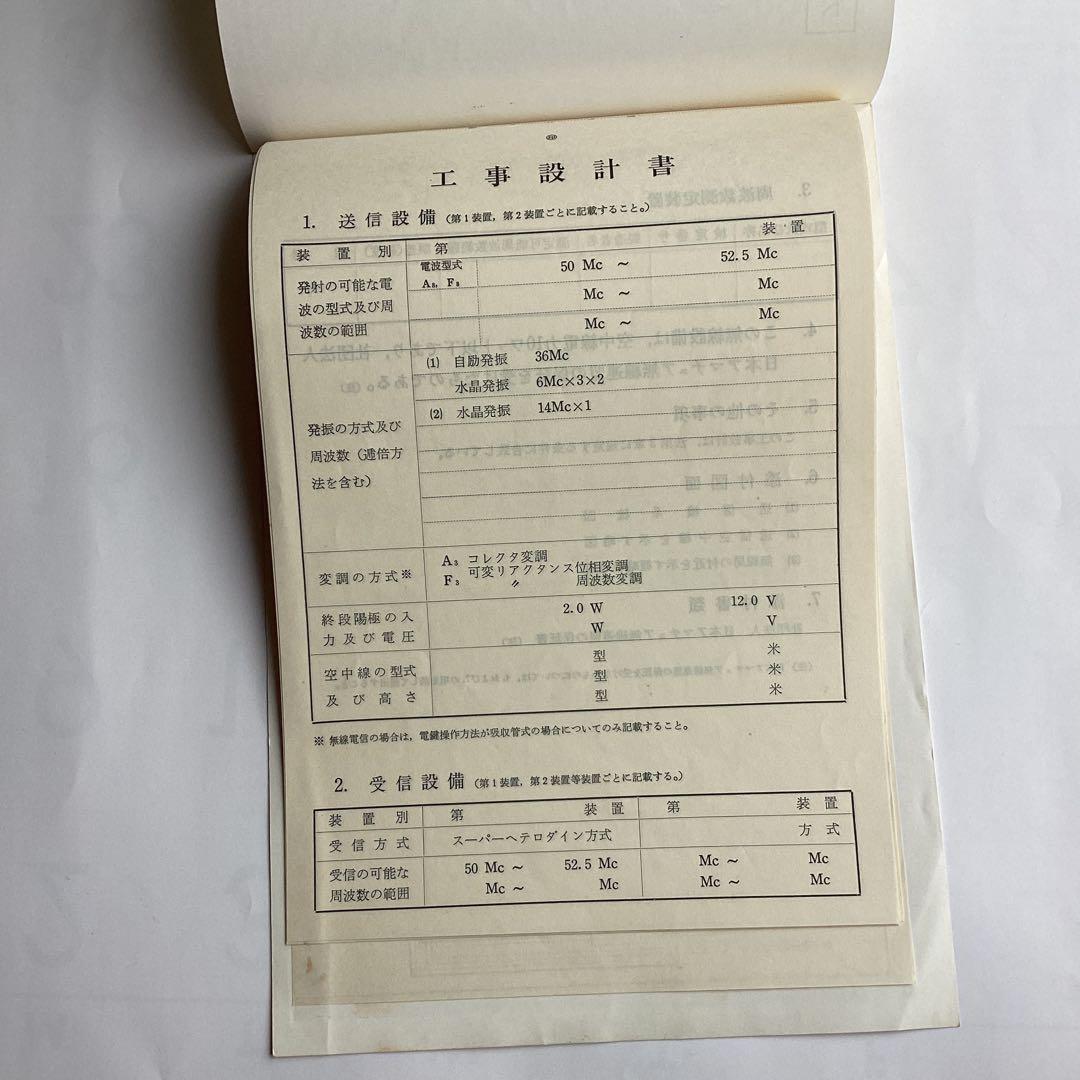 工事設計書
1. 送信設備 (第1装置, 第2装置ごとに記載すること。)
装置別 第 装置
発射の可能な電波の型式及び周波数の範囲 電波型式 50 Mc ～ 52.5 Mc
A₃, F₃ Mc ～ Mc
Mc ～ Mc
発振の方式及び周波数(逓倍方法を含む) (1) 自励発振 36Mc
水晶発振 6Mc×3×2
(2) 水晶発振 14Mc×1
変調の方式※ A₃ コレクタ変調
F₃ 可変リアクタンス位相変調
〃 周波数変調
終段陽極の入力及び電圧 2.0 W 12.0 V
W V
空中線の型式及び高さ 型 米
型 米
型 米
※ 無線電信の場合は, 電鍵操作方法が吸収管式の場合についてのみ記載すること。
2. 受信設備 (第1装置, 第2装置等装置ごとに記載する。)
装置別 第 装置 第 装置
受信方式 スーパーヘテロダイン方式 方式
受信の可能な周波数の範囲 50 Mc ～ 52.5 Mc Mc ～ Mc
Mc ～ Mc Mc ～ Mc